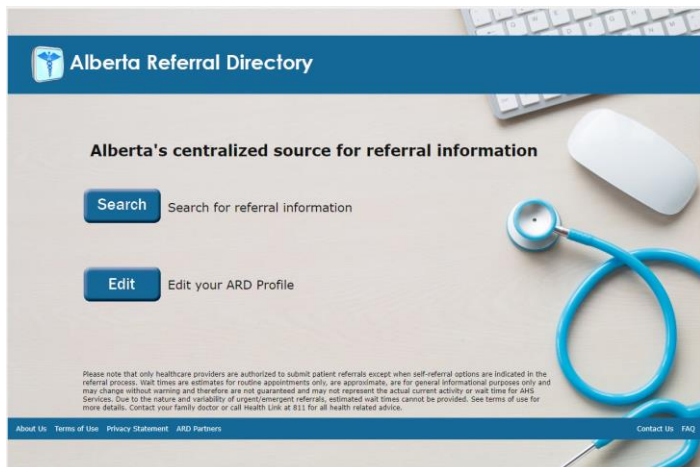 Alberta Referral Directory
Alberta's centralized source for referral information
Search Search for referral information
Edit Edit your ARD Profile
Please note that only healthcare providers are authorized to submit patient referrals except when self-referral options are indicated in the
referral process. Wait times are estimates for routine appointments only, are approximate, are for general informational purposes only and
may change without warning and therefore are not guaranteed and may not represent the actual current activity or wait time for AHS
Services. Due to the nature and variability of urgent/emergent referrals, estimated wait times cannot be provided. See terms of use for
more details. Contact your family doctor or call Health Link at 811 for all health related advice.
About Us Terms of Use Privacy Statement ARD Partners Contact Us FAQ